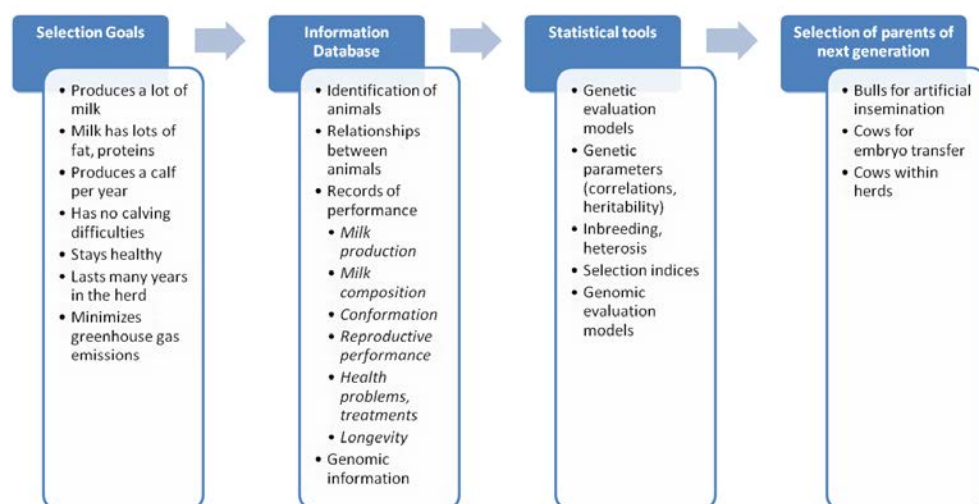 Selection Goals
• Produces a lot of
milk
• Milk has lots of
fat, proteins
• Produces a calf
per year
• Has no calving
difficulties
• Stays healthy
• Lasts many years
in the herd
• Minimizes
greenhouse gas
emissions
Information
Database
• Identification of
animals
• Relationships
between
animals
• Records of
performance
• Milk
production
• Milk
composition
• Conformation
• Reproductive
performance
• Health
problems,
treatments
• Longevity
• Genomic
information
Statistical tools
• Genetic
evaluation
models
• Genetic
parameters
(correlations,
heritability)
• Inbreeding,
heterosis
• Selection indices
• Genomic
evaluation
models
Selection of parents of
next generation
• Bulls for artificial
insemination
• Cows for
embryo transfer
• Cows within
herds